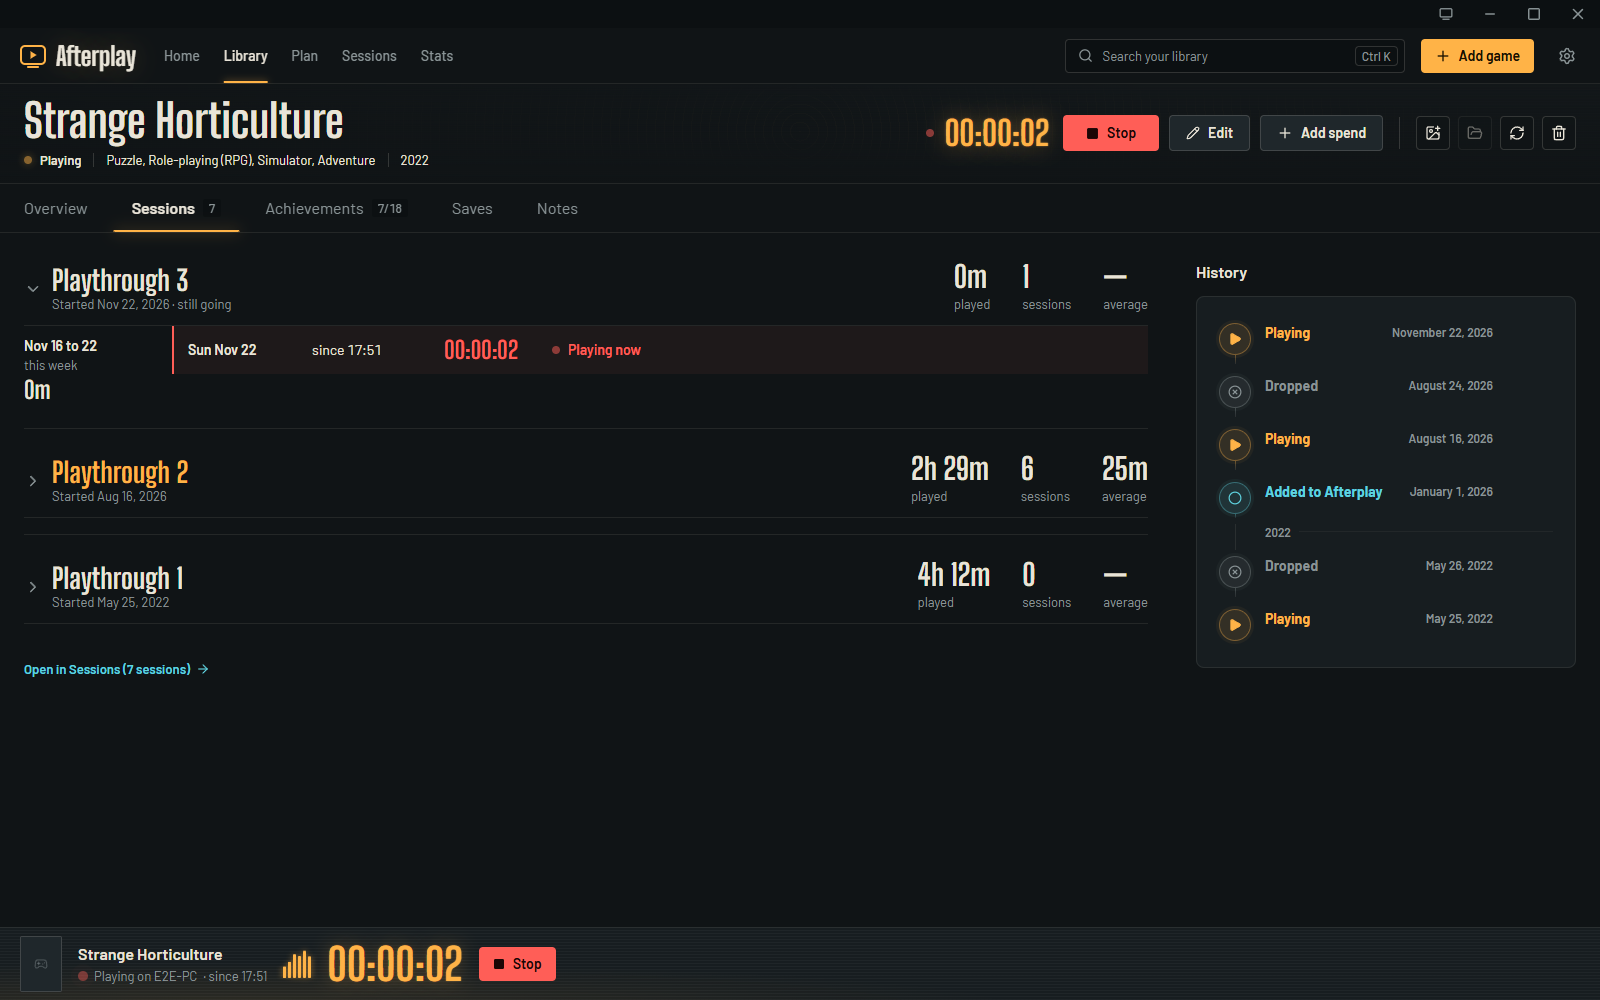 Afterplay
Home
Library
Plan
Sessions
Stats
Search your library
Ctrl K
Add game
Strange Horticulture
Playing
Puzzle, Role-playing (RPG), Simulator, Adventure
2022
00:00:02
Stop
Edit
Add spend
Overview
Sessions 7
Achievements 7/18
Saves
Notes
Playthrough 3
Started Nov 22, 2026 · still going
0m
played
1
sessions
—
average
Nov 16 to 22
this week
0m
Sun Nov 22
since 17:51
00:00:02
Playing now
Playthrough 2
Started Aug 16, 2026
2h 29m
played
6
sessions
25m
average
Playthrough 1
Started May 25, 2022
4h 12m
played
0
sessions
—
average
Open in Sessions (7 sessions)
History
Playing
November 22, 2026
Dropped
August 24, 2026
Playing
August 16, 2026
Added to Afterplay
January 1, 2026
2022
Dropped
May 26, 2022
Playing
May 25, 2022
Strange Horticulture
Playing on E2E-PC · since 17:51
00:00:02
Stop